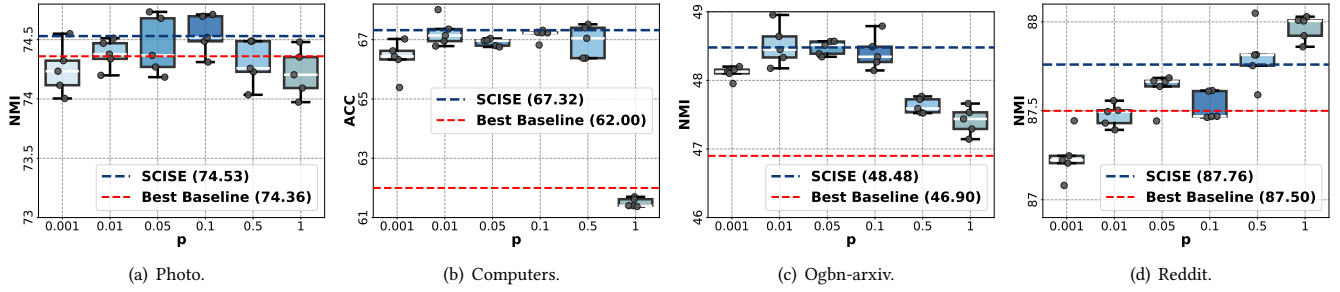 NMI
74.5
74
73.5
73
SCISE (74.53)
Best Baseline (74.36)
0.001 0.01 0.05 0.1 0.5 1
p
(a) Photo.
ACC
67
65
63
61
SCISE (67.32)
Best Baseline (62.00)
0.001 0.01 0.05 0.1 0.5 1
p
(b) Computers.
NMI
49
48
47
46
SCISE (48.48)
Best Baseline (46.90)
0.001 0.01 0.05 0.1 0.5 1
p
(c) Ogbn-arxiv.
NMI
88
87.5
87
SCISE (87.76)
Best Baseline (87.50)
0.001 0.01 0.05 0.1 0.5 1
p
(d) Reddit.